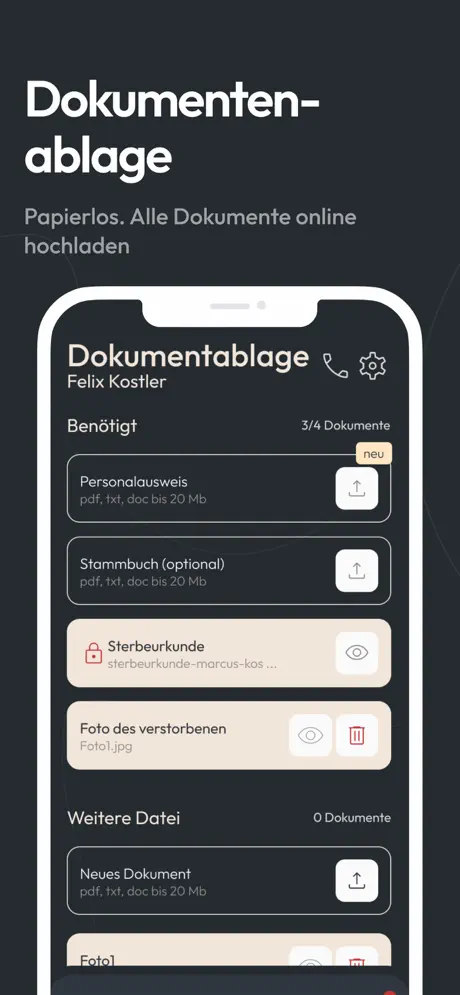 Dokumenten-
ablage
Papierlos. Alle Dokumente online
hochladen
Dokumentablage
Felix Kostler
Benötigt
3/4 Dokumente
neu
Personalausweis
pdf, txt, doc bis 20 Mb
Stammbuch (optional)
pdf, txt, doc bis 20 Mb
Sterbeurkunde
sterbeurkunde-marcus-kos ...
Foto des verstorbenen
Foto1.jpg
Weitere Datei
0 Dokumente
Neues Dokument
pdf, txt, doc bis 20 Mb
Foto1